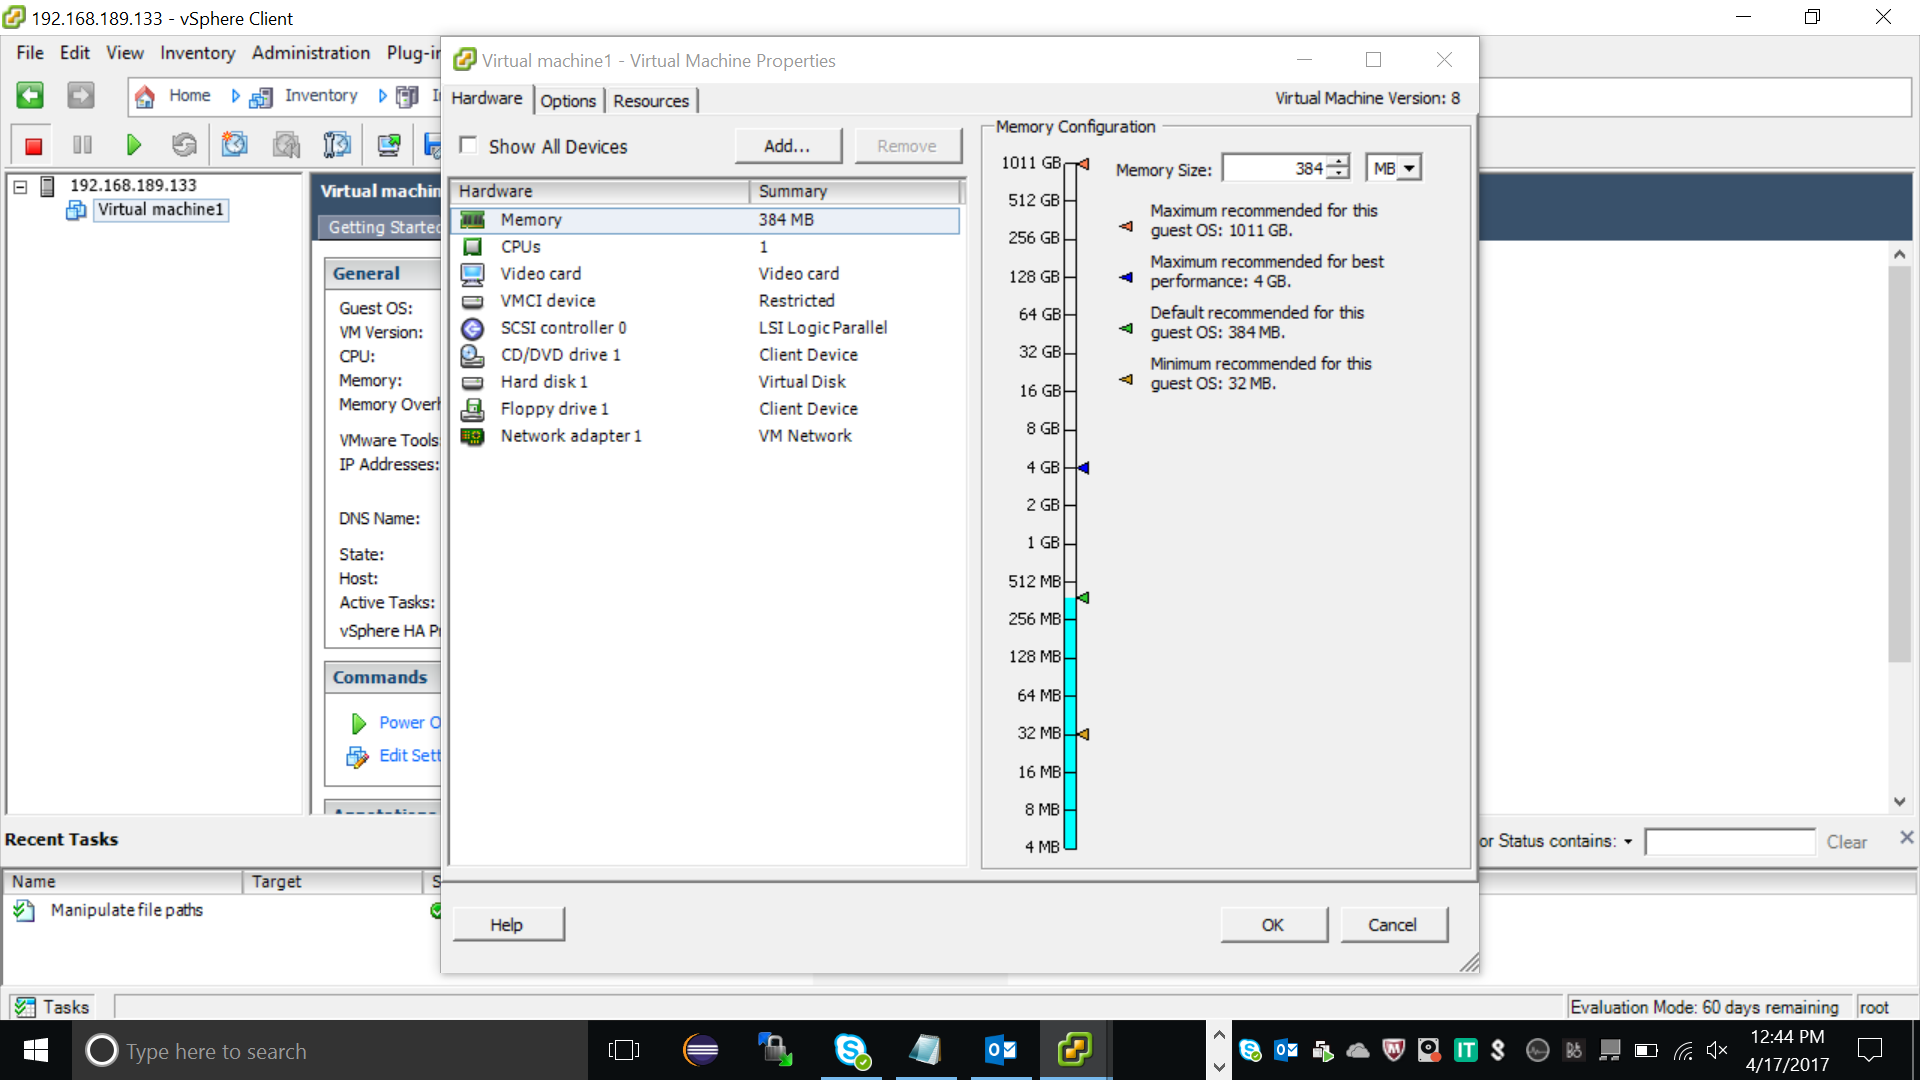 192.168.189.133 - vSphere Client
File Edit View Inventory Administration Plug-in
Home Inventory
192.168.189.133
Virtual machine1
Virtual machin
Getting Started
General
Guest OS:
VM Version:
CPU:
Memory:
Memory Overh
VMware Tools
IP Addresses:
DNS Name:
State:
Host:
Active Tasks:
vSphere HA Pr
Commands
Power O
Edit Sett
Virtual machine1 - Virtual Machine Properties
Hardware Options Resources
Virtual Machine Version: 8
Show All Devices Add... Remove
Hardware Summary
Memory 384 MB
CPUs 1
Video card Video card
VMCI device Restricted
SCSI controller 0 LSI Logic Parallel
CD/DVD drive 1 Client Device
Hard disk 1 Virtual Disk
Floppy drive 1 Client Device
Network adapter 1 VM Network
Memory Configuration
1011 GB
512 GB
256 GB
128 GB
64 GB
32 GB
16 GB
8 GB
4 GB
2 GB
1 GB
512 MB
256 MB
128 MB
64 MB
32 MB
16 MB
8 MB
4 MB
Memory Size: 384 MB
Maximum recommended for this
guest OS: 1011 GB.
Maximum recommended for best
performance: 4 GB.
Default recommended for this
guest OS: 384 MB.
Minimum recommended for this
guest OS: 32 MB.
Help OK Cancel
Recent Tasks
or Status contains: Clear
Name Target S
Manipulate file paths
Tasks
Evaluation Mode: 60 days remaining root
Type here to search
12:44 PM
4/17/2017